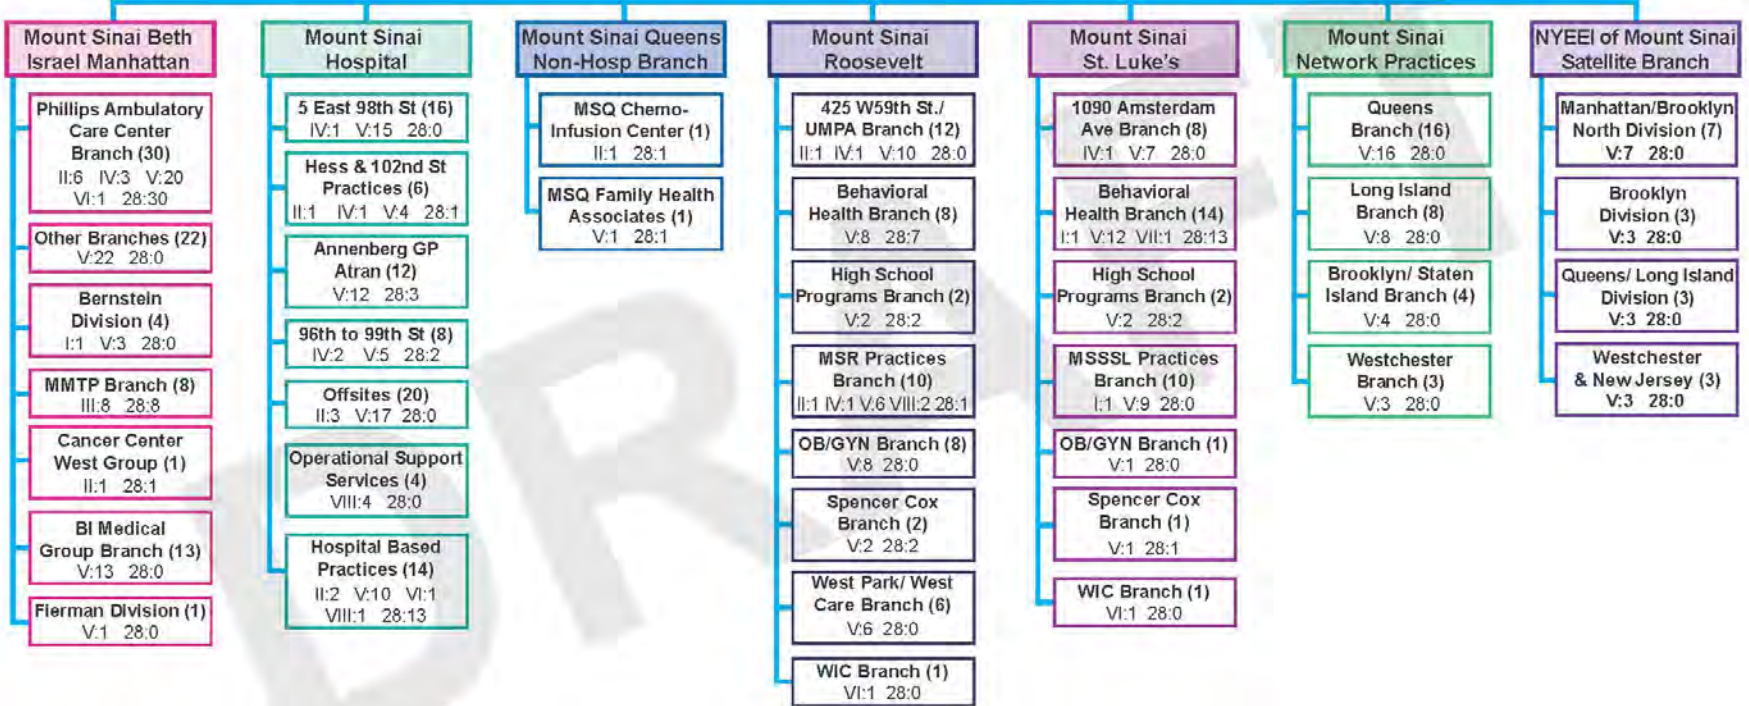 Mount Sinai Beth
Israel Manhattan
Phillips Ambulatory
Care Center
Branch (30)
II:6 IV:3 V:20
VI:1 28:30
Other Branches (22)
V:22 28:0
Bernstein
Division (4)
I:1 V:3 28:0
MMTP Branch (8)
III:8 28:8
Cancer Center
West Group (1)
II:1 28:1
BI Medical
Group Branch (13)
V:13 28:0
Fierman Division (1)
V:1 28:0
Mount Sinai
Hospital
5 East 98th St (16)
IV:1 V:15 28:0
Hess & 102nd St
Practices (6)
II:1 IV:1 V:4 28:1
Annenberg GP
Atran (12)
V:12 28:3
96th to 99th St (8)
IV:2 V:5 28:2
Offsites (20)
II:3 V:17 28:0
Operational Support
Services (4)
VIII:4 28:0
Hospital Based
Practices (14)
II:2 V:10 VI:1
VIII:1 28:13
Mount Sinai Queens
Non-Hosp Branch
MSQ Chemo-
Infusion Center (1)
II:1 28:1
MSQ Family Health
Associates (1)
V:1 28:1
Mount Sinai
Roosevelt
425 W59th St./
UMPA Branch (12)
II:1 IV:1 V:10 28:0
Behavioral
Health Branch (8)
V:8 28:7
High School
Programs Branch (2)
V:2 28:2
MSR Practices
Branch (10)
II:1 IV:1 V:6 VIII:2 28:1
OB/GYN Branch (8)
V:8 28:0
Spencer Cox
Branch (2)
V:2 28:2
West Park/ West
Care Branch (6)
V:6 28:0
WIC Branch (1)
VI:1 28:0
Mount Sinai
St. Luke's
1090 Amsterdam
Ave Branch (8)
IV:1 V:7 28:0
Behavioral
Health Branch (14)
I:1 V:12 VII:1 28:13
High School
Programs Branch (2)
V:2 28:2
MSSSL Practices
Branch (10)
I:1 V:9 28:0
OB/GYN Branch (1)
V:1 28:0
Spencer Cox
Branch (1)
V:1 28:1
WIC Branch (1)
VI:1 28:0
Mount Sinai
Network Practices
Queens
Branch (16)
V:16 28:0
Long Island
Branch (8)
V:8 28:0
Brooklyn/ Staten
Island Branch (4)
V:4 28:0
Westchester
Branch (3)
V:3 28:0
NYEEI of Mount Sinai
Satellite Branch
Manhattan/Brooklyn
North Division (7)
V:7 28:0
Brooklyn
Division (3)
V:3 28:0
Queens/ Long Island
Division (3)
V:3 28:0
Westchester
& New Jersey (3)
V:3 28:0
DRAFT